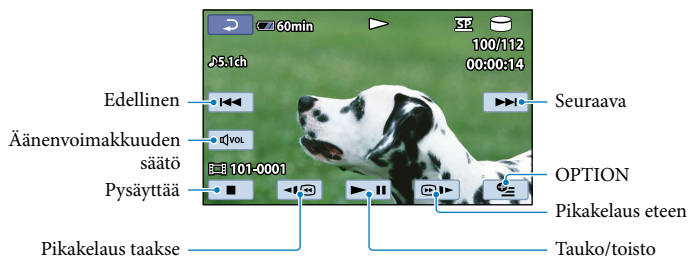 60min
SP
100/112
♪5.1ch
00:00:14
Edellinen
Seuraava
Äänenvoimakkuuden
säätö
VOL
101-0001
Pysäyttää
OPTION
Pikakelaus eteen
Pikakelaus taakse
Tauko/toisto